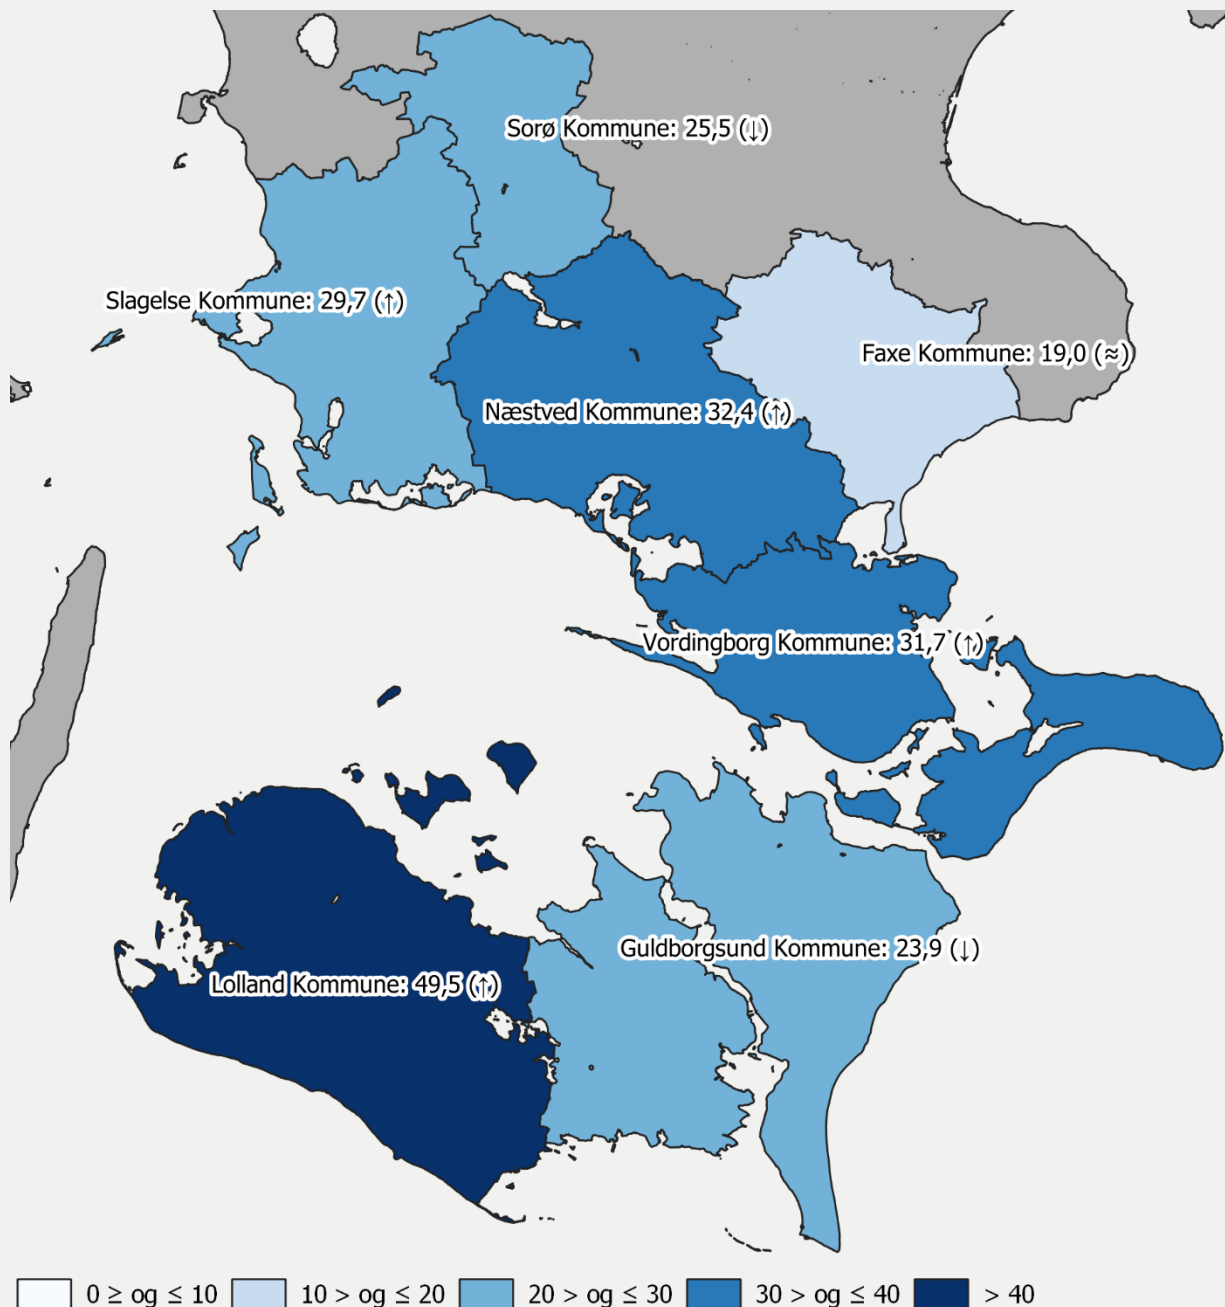 Sorø Kommune: 25,5 (↓)
Slagelse Kommune: 29,7 (↑)
Faxe Kommune: 19,0 (≈)
Næstved Kommune: 32,4 (↑)
Vordingborg Kommune: 31,7 (↑)
Guldborgsund Kommune: 23,9 (↓)
Lolland Kommune: 49,5 (↑)
0 ≥ og ≤ 10 10 > og ≤ 20 20 > og ≤ 30 30 > og ≤ 40 > 40